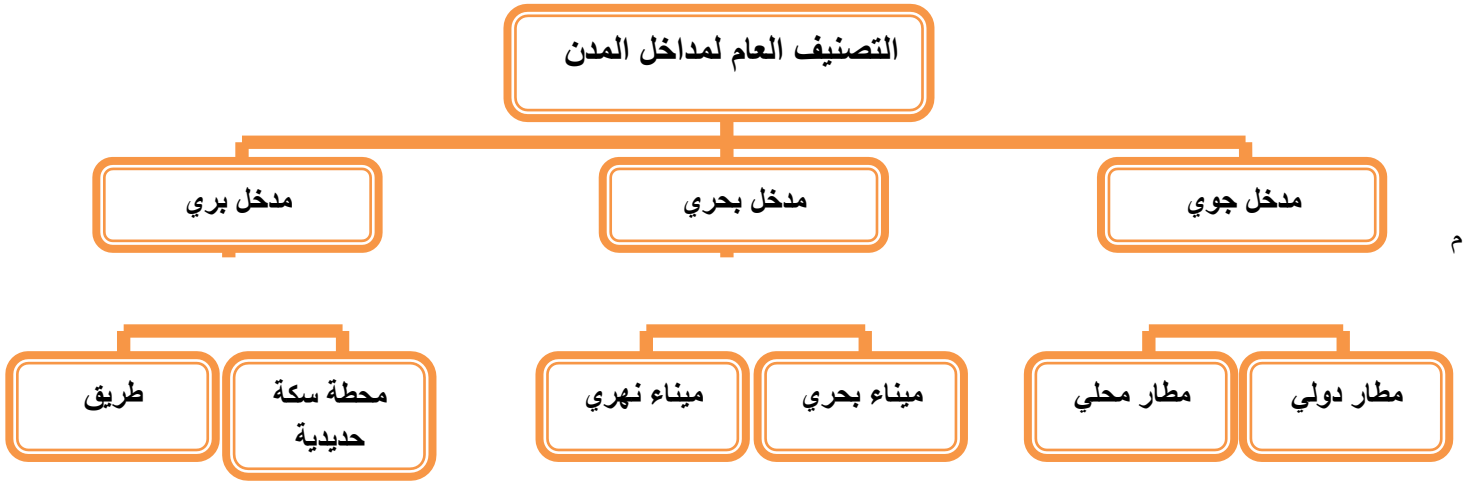 التصنيف العام لمداخل المدن
مدخل جوي
مدخل بحري
مدخل بري
م
مطار دولي
مطار محلي
ميناء بحري
ميناء نهري
محطة سكة
حديدية
طريق